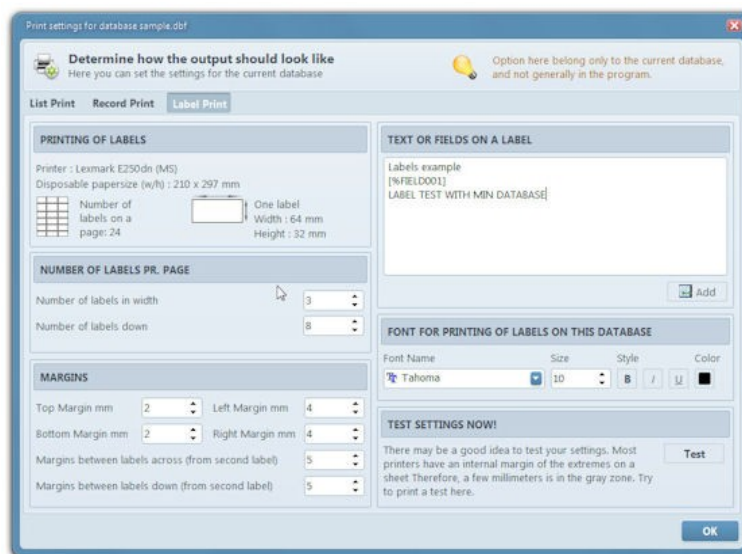 Print settings for database sample.dbf
Determine how the output should look like
Here you can set the settings for the current database
Option here belong only to the current database,
and not generally in the program.
List Print
Record Print
Label Print
PRINTING OF LABELS
Printer : Lexmark E250dn (MS)
Disposable papersize (w/h) : 210 x 297 mm
Number of
labels on a
page: 24
One label
Width : 64 mm
Height : 32 mm
NUMBER OF LABELS PR. PAGE
Number of labels in width
3
Number of labels down
8
MARGINS
Top Margin mm
2
Left Margin mm
4
Bottom Margin mm
2
Right Margin mm
4
Margins between labels across (from second label)
5
Margins between labels down (from second label)
5
TEXT OR FIELDS ON A LABEL
Labels example
[%FIELD001]
LABEL TEST WITH MIN DATABASE
Add
FONT FOR PRINTING OF LABELS ON THIS DATABASE
Font Name
Size
Style
Color
Tahoma
10
B
I
U
TEST SETTINGS NOW!
There may be a good idea to test your settings. Most
printers have an internal margin of the extremes on a
sheet Therefore, a few millimeters is in the gray zone. Try
to print a test here.
Test
OK